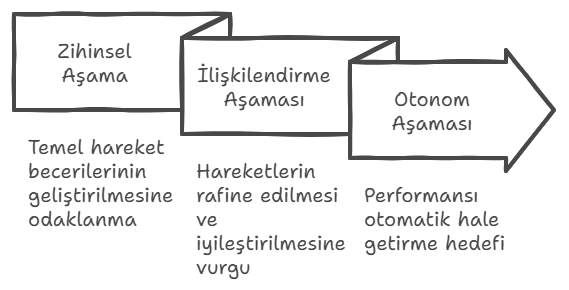 Zihinsel
Aşama
İlişkilendirme
Aşaması
Otonom
Aşaması
Temel hareket
becerilerinin
geliştirilmesine
odaklanma
Hareketlerin
rafine edilmesi
ve
iyileştirilmesine
vurgu
Performansı
otomatik hale
getirme hedefi